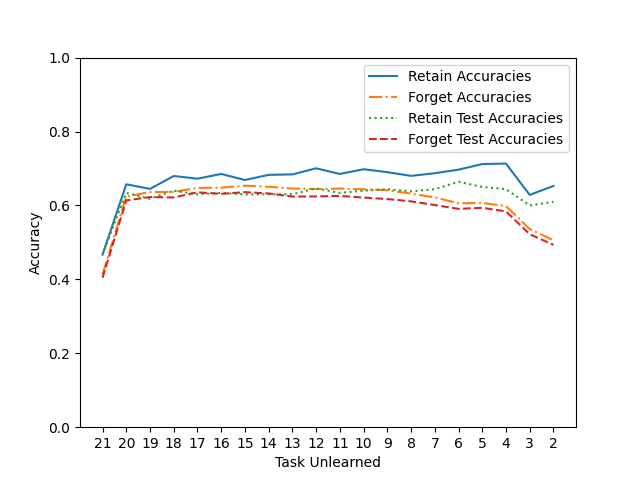 1.0
0.8
0.6
0.4
0.2
0.0
Accuracy
Retain Accuracies
Forget Accuracies
Retain Test Accuracies
Forget Test Accuracies
21 20 19 18 17 16 15 14 13 12 11 10 9 8 7 6 5 4 3 2
Task Unlearned